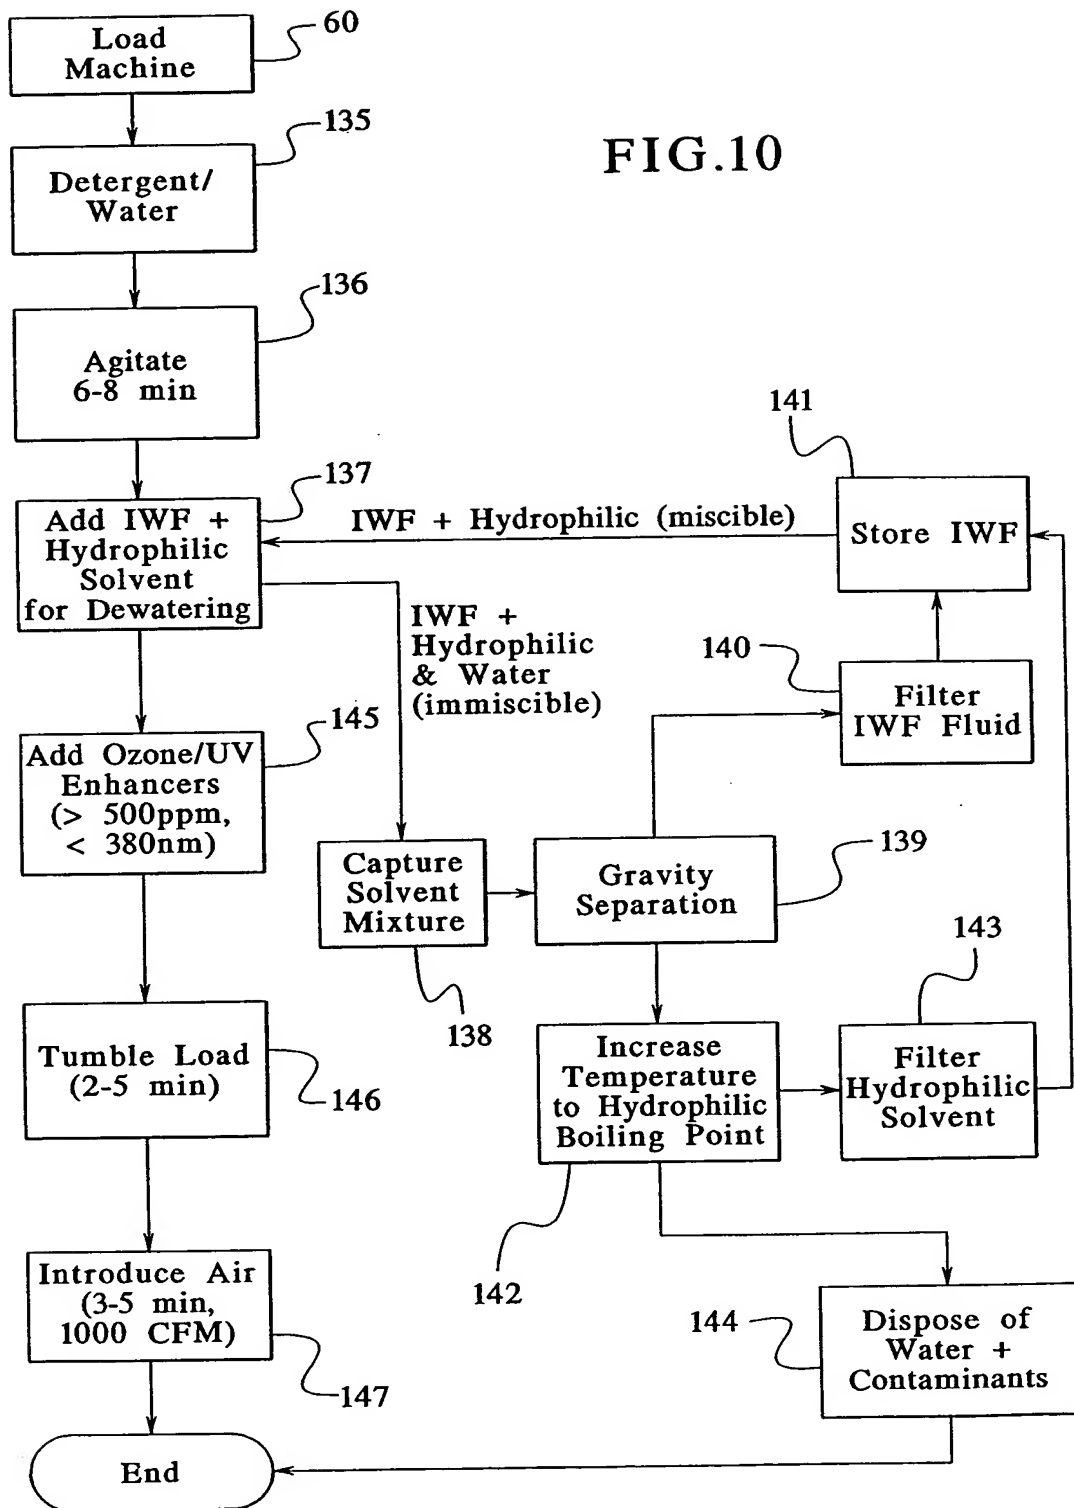 Load
Machine
60
135
FIG.10
Detergent/
Water
136
Agitate
6-8 min
141
137
Add IWF +
Hydrophilic
Solvent
for Dewatering
IWF + Hydrophilic (miscible)
Store IWF
IWF +
Hydrophilic
& Water
(immiscible)
140
Filter
IWF Fluid
145
Add Ozone/UV
Enhancers
(> 500ppm,
< 380nm)
Capture
Solvent
Mixture
138
Gravity
Separation
139
143
Tumble Load
(2-5 min)
146
Increase
Temperature
to Hydrophilic
Boiling Point
142
Filter
Hydrophilic
Solvent
Introduce Air
(3-5 min,
1000 CFM)
147
144
Dispose of
Water +
Contaminants
End